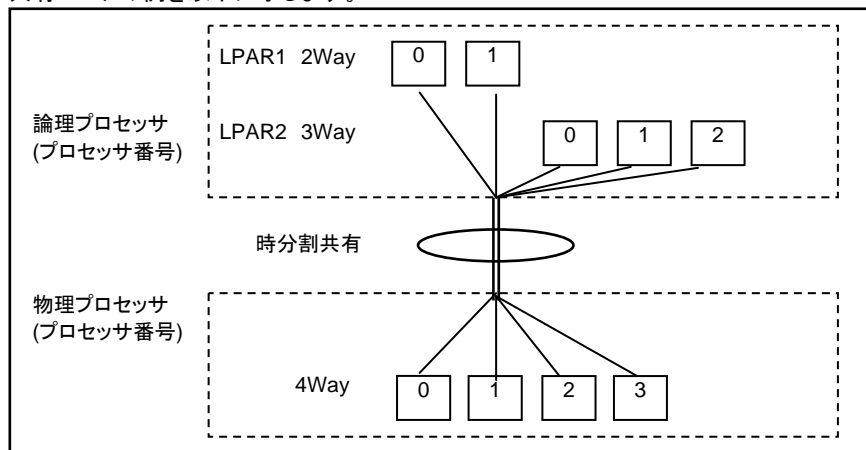 LPAR1 2Way 0 1
論理プロセッサ
(プロセッサ番号)
LPAR2 3Way 0 1 2
時分割共有
物理プロセッサ
(プロセッサ番号)
4Way 0 1 2 3